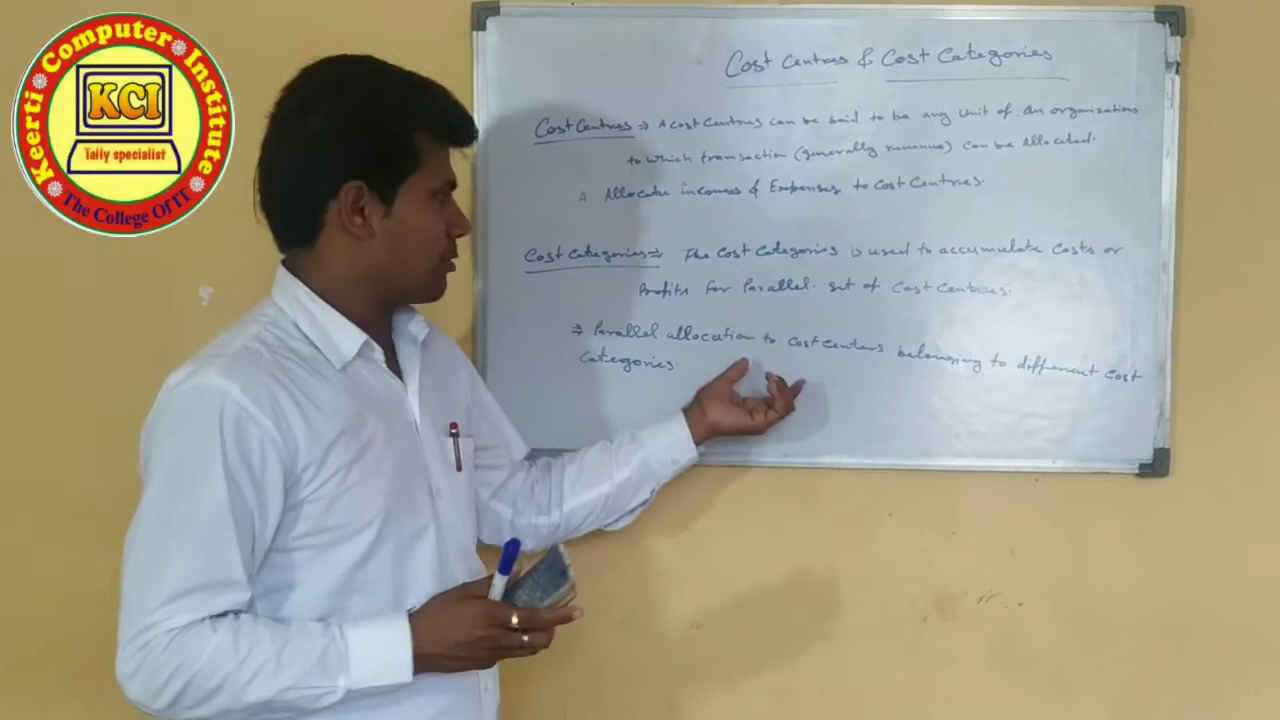 Keerti Computer Institute
KCI
Tally specialist
The College Of IT
Cost Centres & Cost Categories
Cost Centres ⇒ A cost Centres can be said to be any Unit of. An organizations
to which transaction (generally revenue) can be Allocated.
Allocate incomes & Expenses to Cost Centries.
Cost Categories ⇒ The Cost Categories is used to accumulate Costs or
Profits for Parallel. set of Cost Centries.
⇒ Parallel allocation to Cost Centers belonging to different Cost
Categories